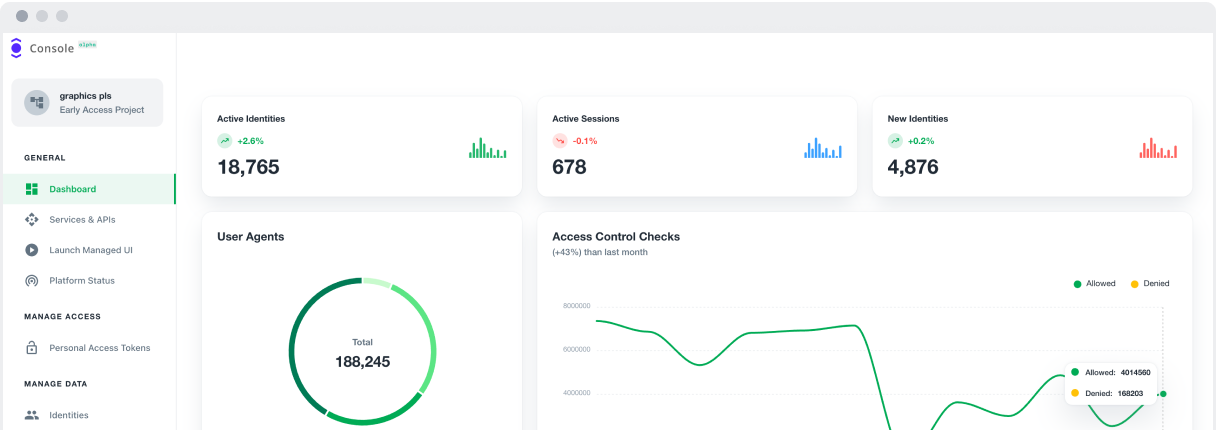 Console alpha
graphics pls
Early Access Project
GENERAL
Dashboard
Services & APIs
Launch Managed UI
Platform Status
MANAGE ACCESS
Personal Access Tokens
MANAGE DATA
Identities
Active Identities
+2.6%
18,765
Active Sessions
-0.1%
678
New Identities
+0.2%
4,876
User Agents
Total
188,245
Access Control Checks
(+43%) than last month
Allowed Denied
8000000
6000000
4000000
Allowed: 4014560
Denied: 168203